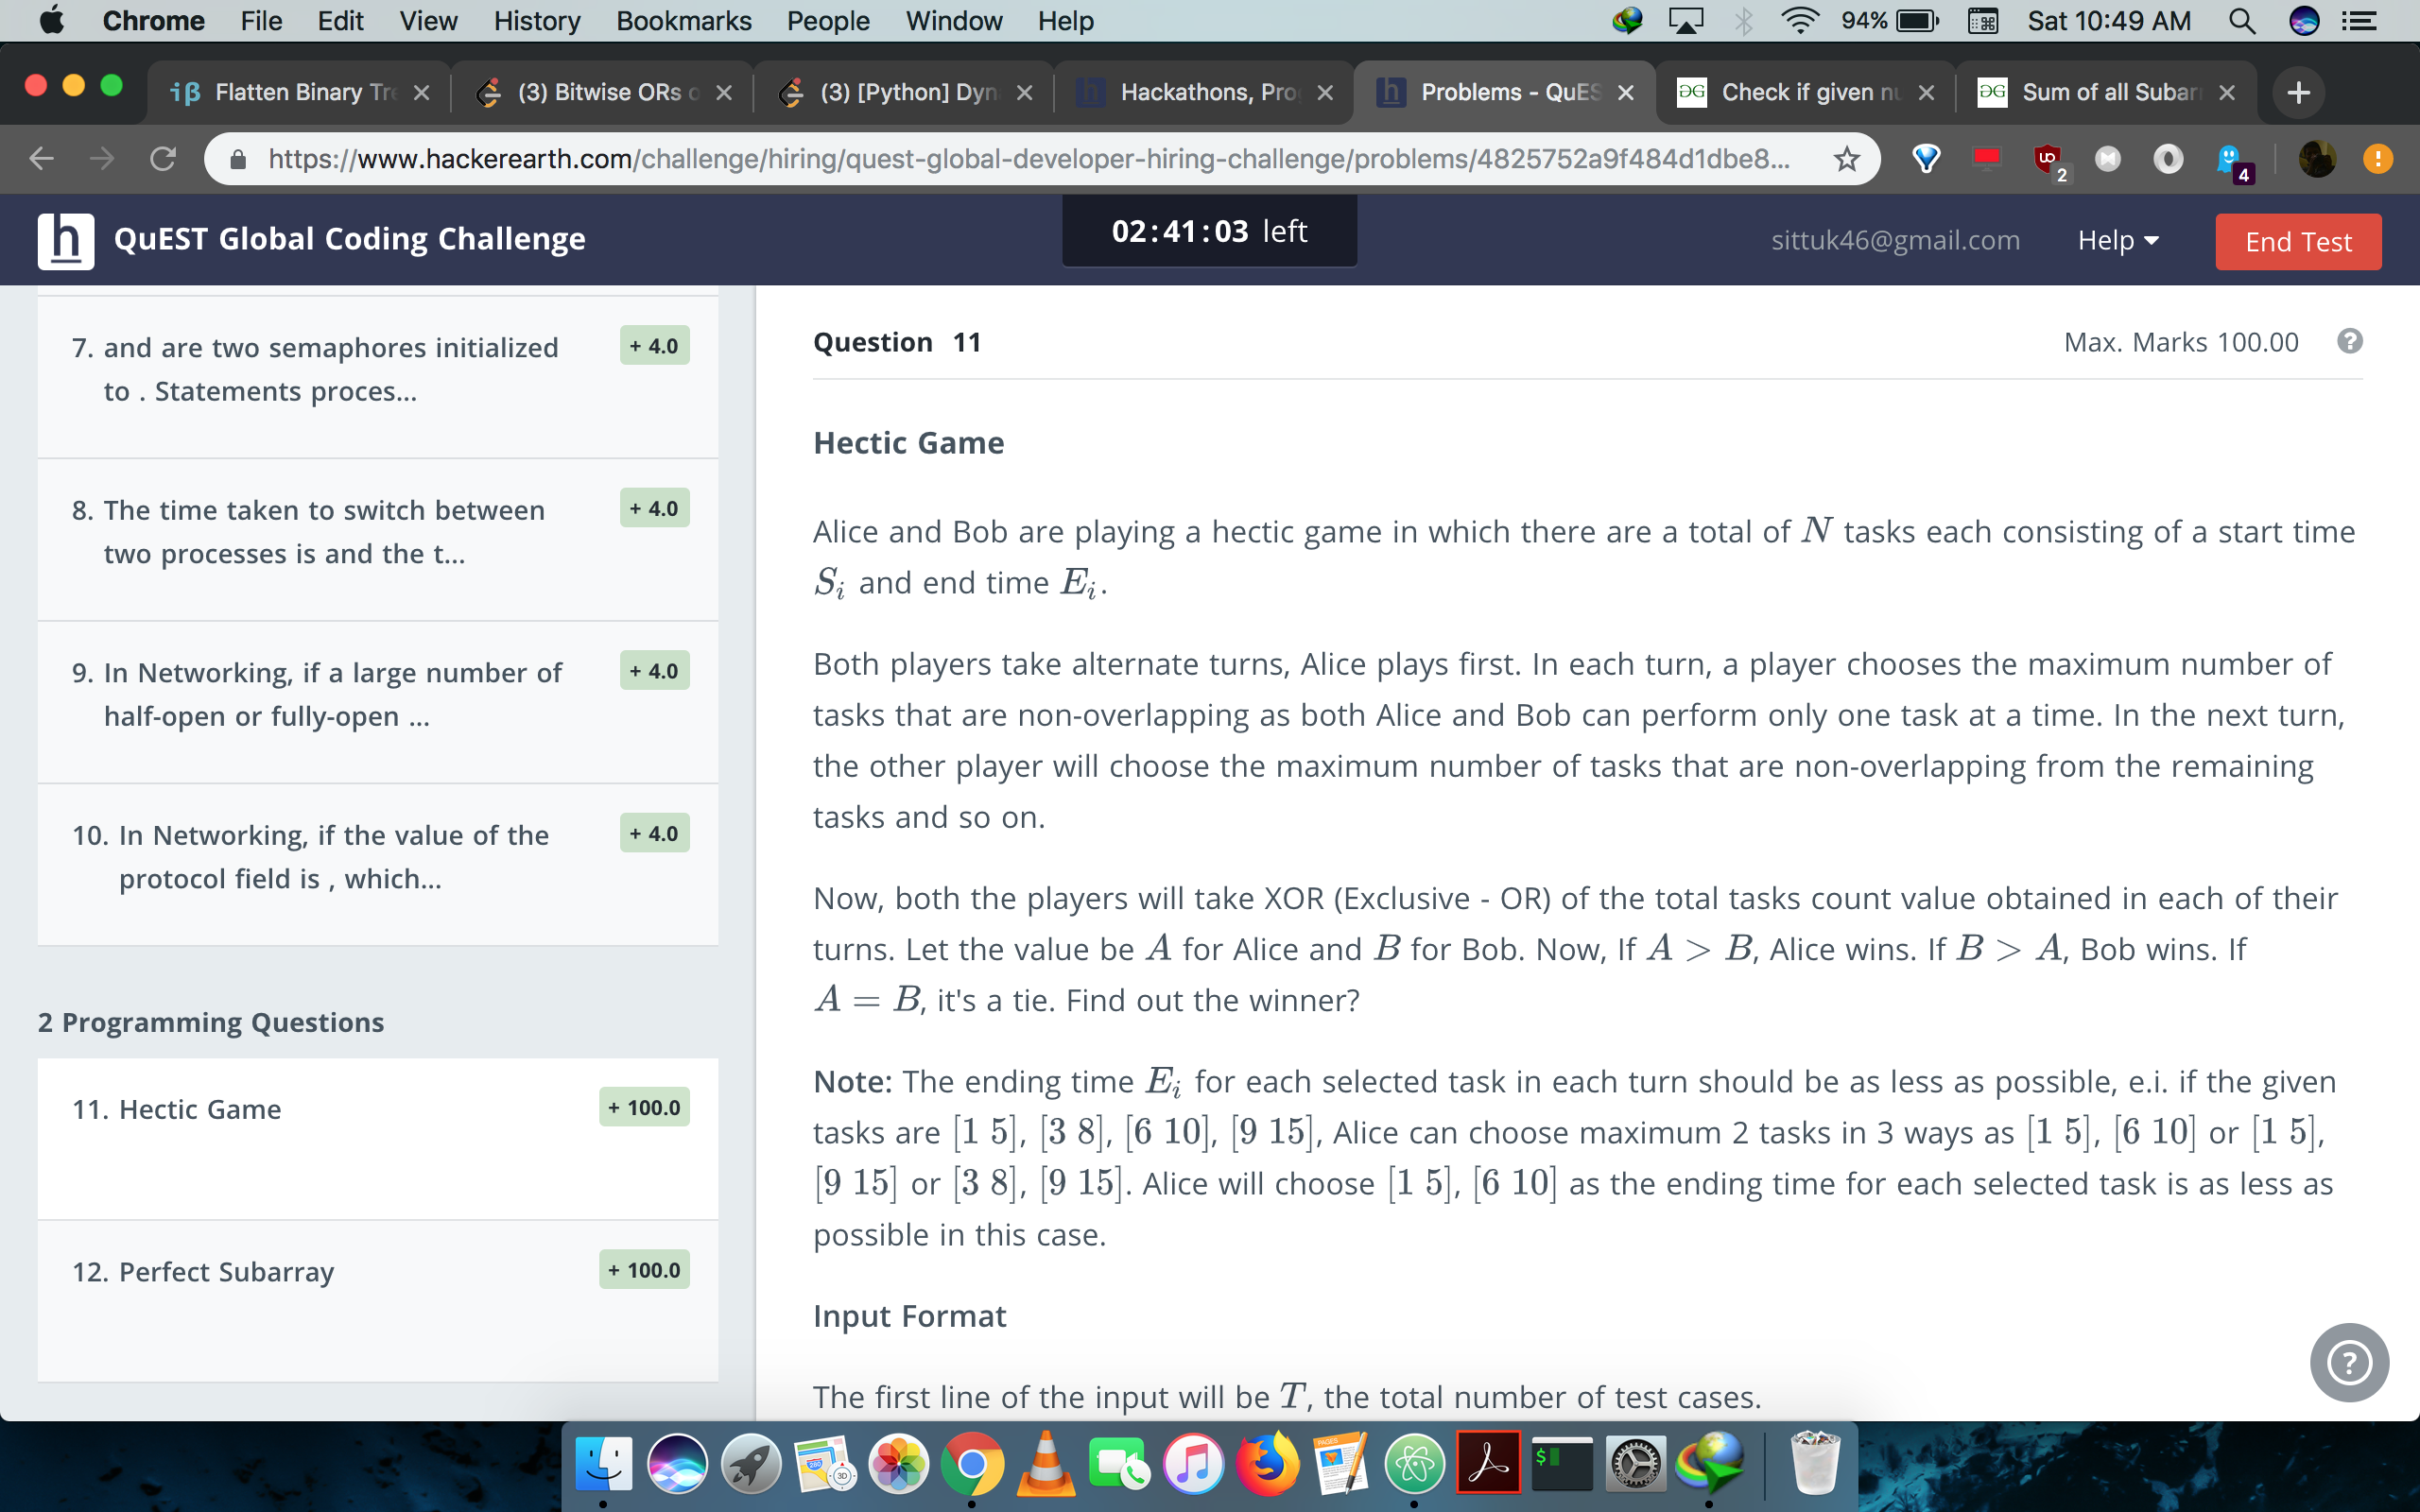 Chrome File Edit View History Bookmarks People Window Help 94% Sat 10:49 AM
iβ Flatten Binary Tre (3) Bitwise ORs o (3) [Python] Dyn Hackathons, Pro Problems - QuES Check if given nu Sum of all Subar
https://www.hackerearth.com/challenge/hiring/quest-global-developer-hiring-challenge/problems/4825752a9f484d1dbe8... 2 4
h QuEST Global Coding Challenge 02:41:03 left sittuk46@gmail.com Help End Test
7. and are two semaphores initialized + 4.0
to . Statements proces...
8. The time taken to switch between + 4.0
two processes is and the t...
9. In Networking, if a large number of + 4.0
half-open or fully-open ...
10. In Networking, if the value of the + 4.0
protocol field is , which...
2 Programming Questions
11. Hectic Game + 100.0
12. Perfect Subarray + 100.0
Question 11 Max. Marks 100.00 ?
Hectic Game
Alice and Bob are playing a hectic game in which there are a total of N tasks each consisting of a start time
Si and end time Ei.
Both players take alternate turns, Alice plays first. In each turn, a player chooses the maximum number of
tasks that are non-overlapping as both Alice and Bob can perform only one task at a time. In the next turn,
the other player will choose the maximum number of tasks that are non-overlapping from the remaining
tasks and so on.
Now, both the players will take XOR (Exclusive - OR) of the total tasks count value obtained in each of their
turns. Let the value be A for Alice and B for Bob. Now, If A > B, Alice wins. If B > A, Bob wins. If
A = B, it's a tie. Find out the winner?
Note: The ending time Ei for each selected task in each turn should be as less as possible, e.i. if the given
tasks are [1 5], [3 8], [6 10], [9 15], Alice can choose maximum 2 tasks in 3 ways as [1 5], [6 10] or [1 5],
[9 15] or [3 8], [9 15]. Alice will choose [1 5], [6 10] as the ending time for each selected task is as less as
possible in this case.
Input Format
The first line of the input will be T, the total number of test cases.
?